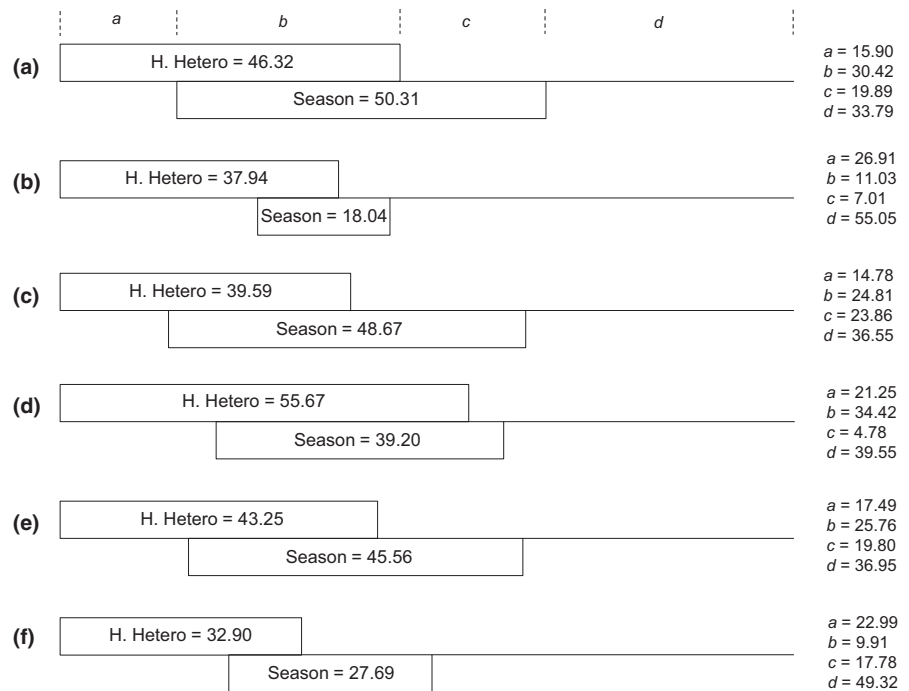 a b c d
(a) H. Hetero = 46.32
Season = 50.31
a = 15.90
b = 30.42
c = 19.89
d = 33.79
(b) H. Hetero = 37.94
Season = 18.04
a = 26.91
b = 11.03
c = 7.01
d = 55.05
(c) H. Hetero = 39.59
Season = 48.67
a = 14.78
b = 24.81
c = 23.86
d = 36.55
(d) H. Hetero = 55.67
Season = 39.20
a = 21.25
b = 34.42
c = 4.78
d = 39.55
(e) H. Hetero = 43.25
Season = 45.56
a = 17.49
b = 25.76
c = 19.80
d = 36.95
(f) H. Hetero = 32.90
Season = 27.69
a = 22.99
b = 9.91
c = 17.78
d = 49.32